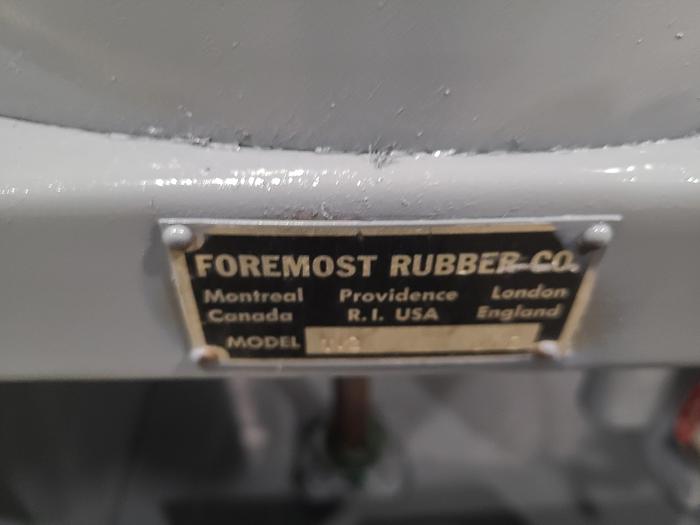 FOREMOST RUBBER CO.
Montreal Providence London
Canada R. I. USA England
MODEL